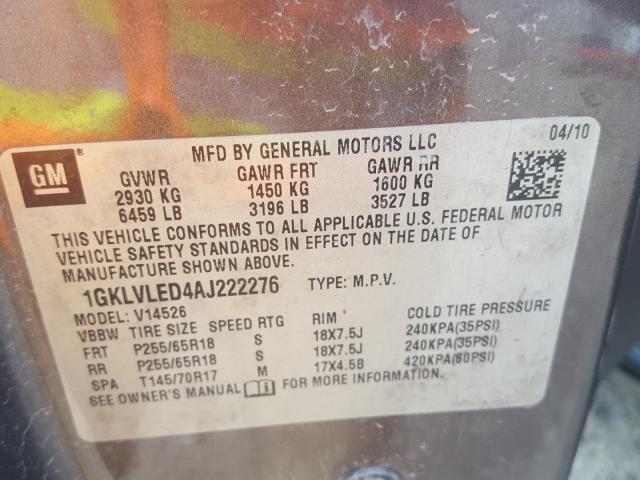 04/10
MFD BY GENERAL MOTORS LLC
GM
GVWR GAWR FRT GAWR RR
2930 KG 1450 KG 1600 KG
6459 LB 3196 LB 3527 LB
THIS VEHICLE CONFORMS TO ALL APPLICABLE U.S. FEDERAL MOTOR
VEHICLE SAFETY STANDARDS IN EFFECT ON THE DATE OF
MANUFACTURE SHOWN ABOVE.
1GKLVLED4AJ222276 TYPE: M.P.V.
MODEL: V14526
VBBW TIRE SIZE SPEED RTG RIM COLD TIRE PRESSURE
FRT P255/65R18 S 18X7.5J 240KPA(35PSI)
RR P255/65R18 S 18X7.5J 240KPA(35PSI)
SPA T145/70R17 M 17X4.5B 420KPA(60PSI)
SEE OWNER'S MANUAL FOR MORE INFORMATION.